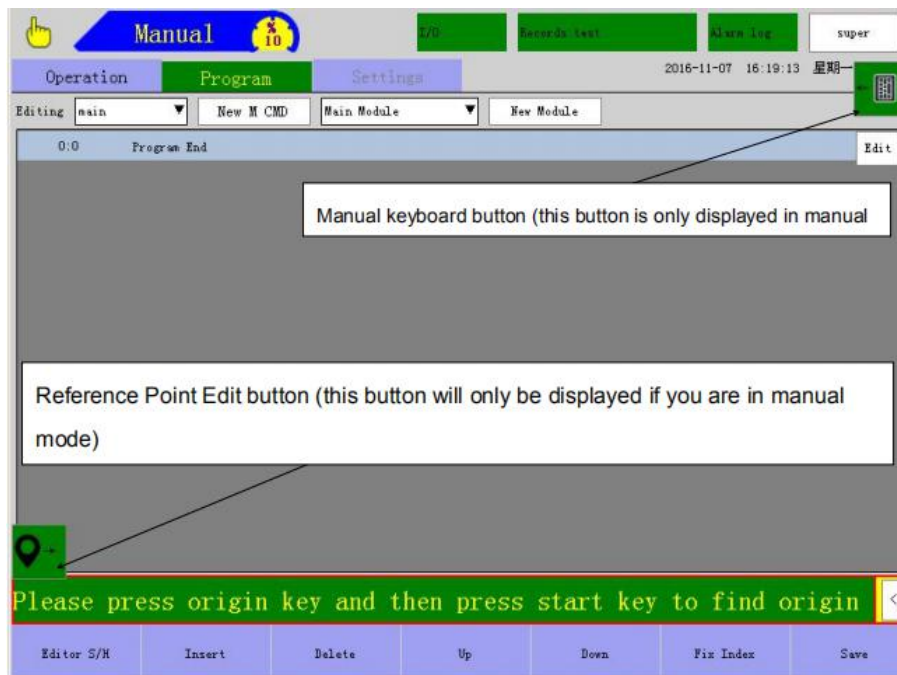 Manual
%
10
I/O
Records test
Alarm log
super
Operation
Program
Settings
2016-11-07 16:19:13 星期一
Editing
main
New M CMD
Main Module
New Module
0:0 Program End
Edit
Manual keyboard button (this button is only displayed in manual
Reference Point Edit button (this button will only be displayed if you are in manual
mode)
Please press origin key and then press start key to find origin
<
Editor S/H
Insert
Delete
Up
Down
Fix Index
Save